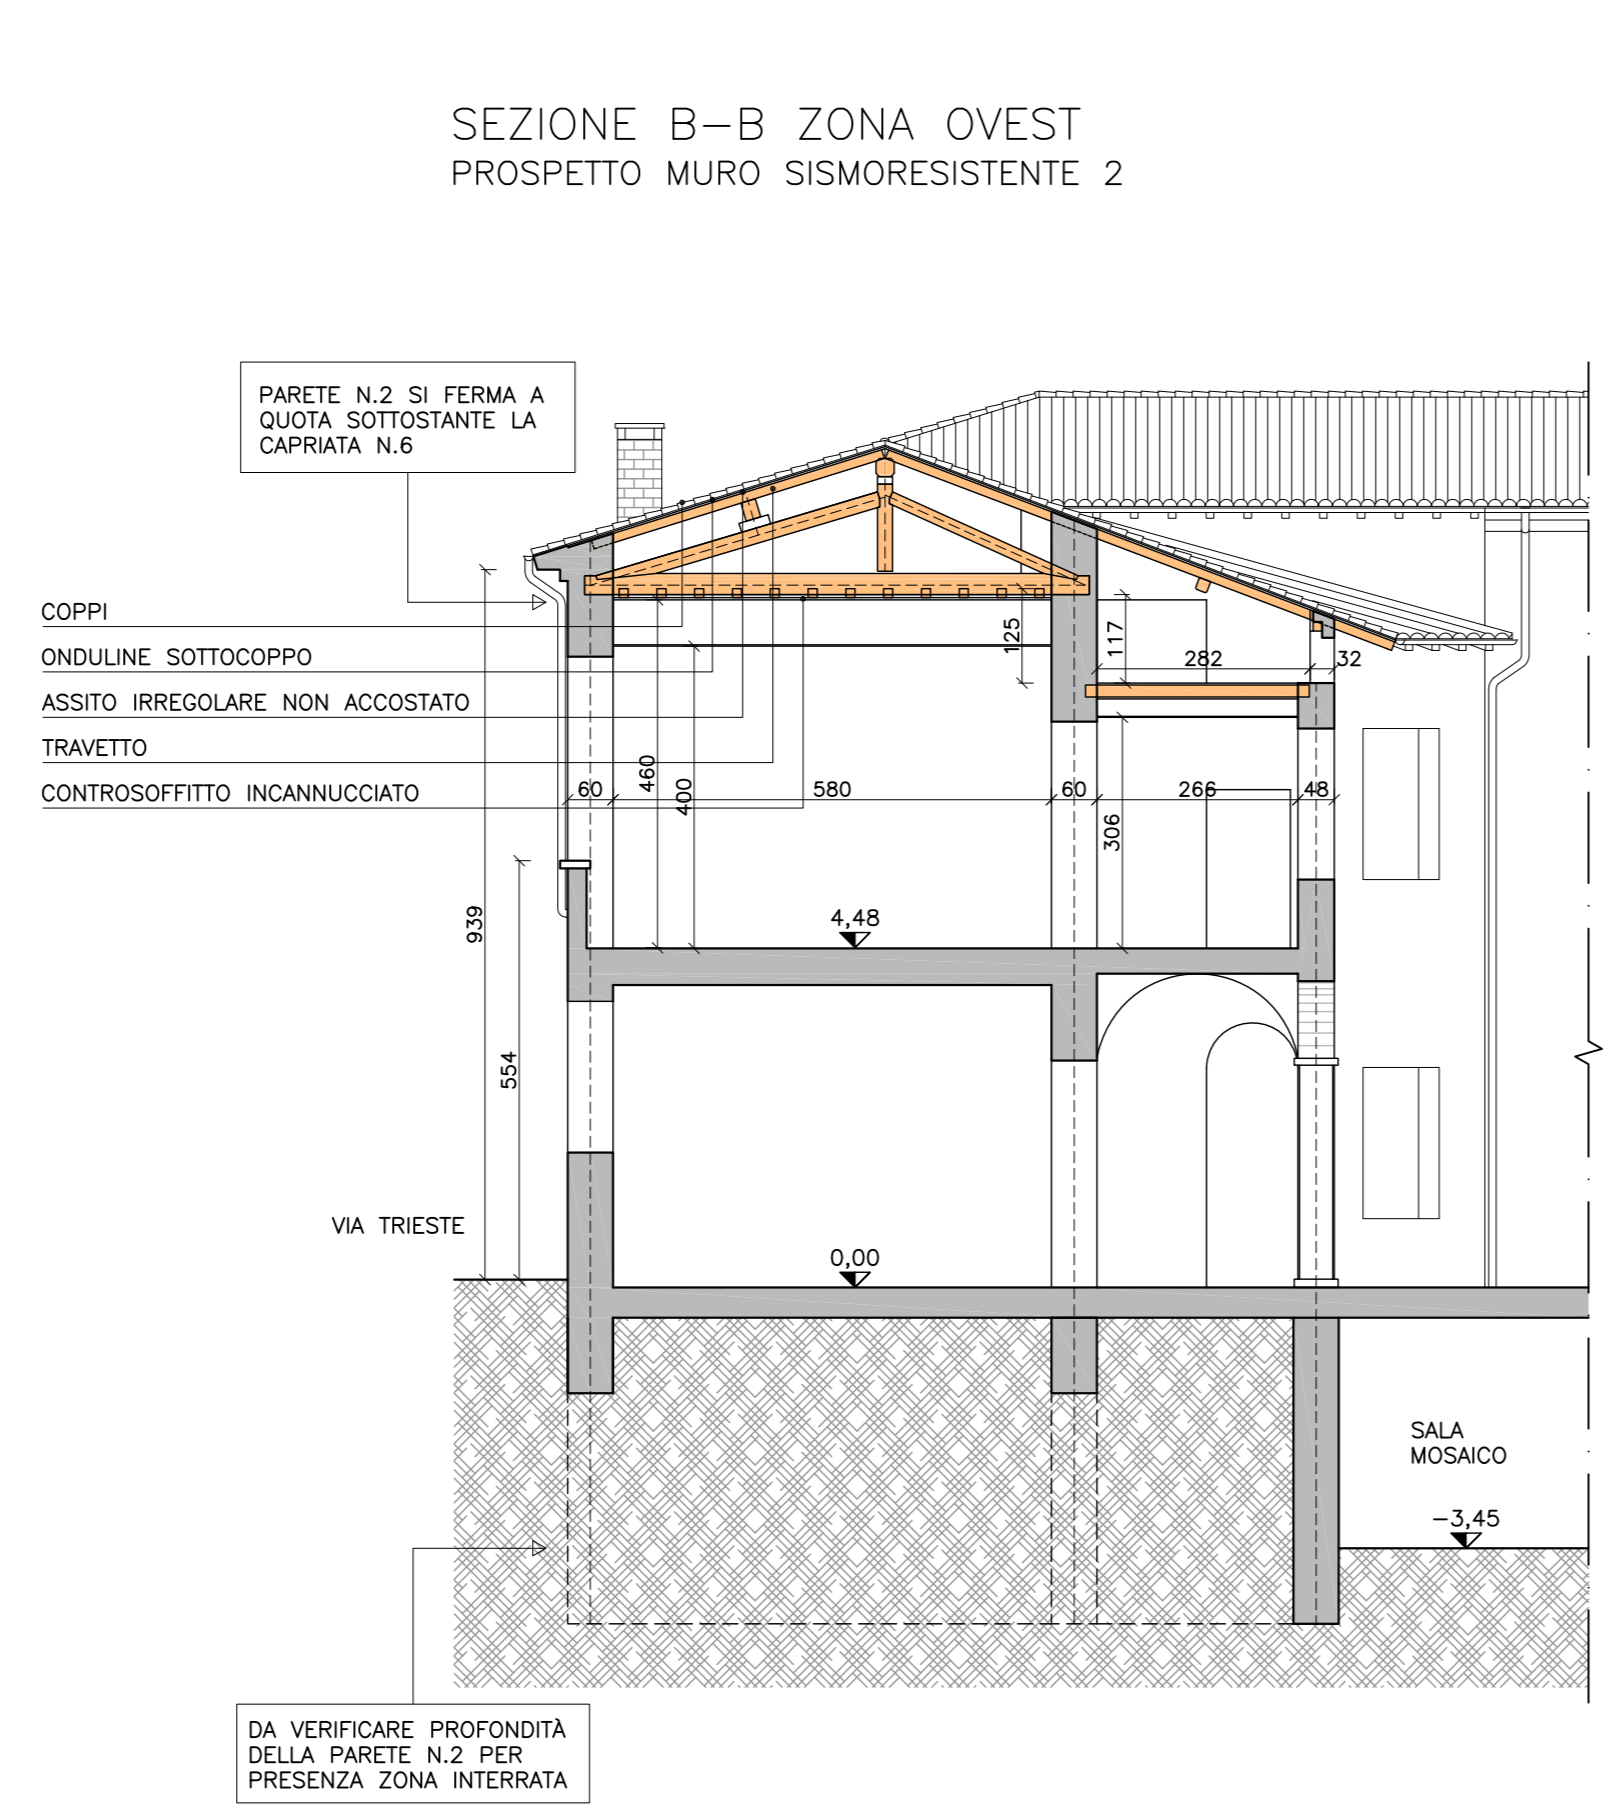 SEZIONE B-B ZONA OVEST
PROSPETTO MURO SISMORESISTENTE 2
PARETE N.2 SI FERMA A
QUOTA SOTTOSTANTE LA
CAPRIATA N.6
COPPI
ONDULINE SOTTOCOPPO
ASSITO IRREGOLARE NON ACCOSTATO
TRAVETTO
CONTROSOFFITTO INCANNUCCIATO
125
117
282
32
460
400
60
580
60
266
48
306
939
4,48
554
VIA TRIESTE
0,00
SALA
MOSAICO
-3,45
DA VERIFICARE PROFONDITÀ
DELLA PARETE N.2 PER
PRESENZA ZONA INTERRATA